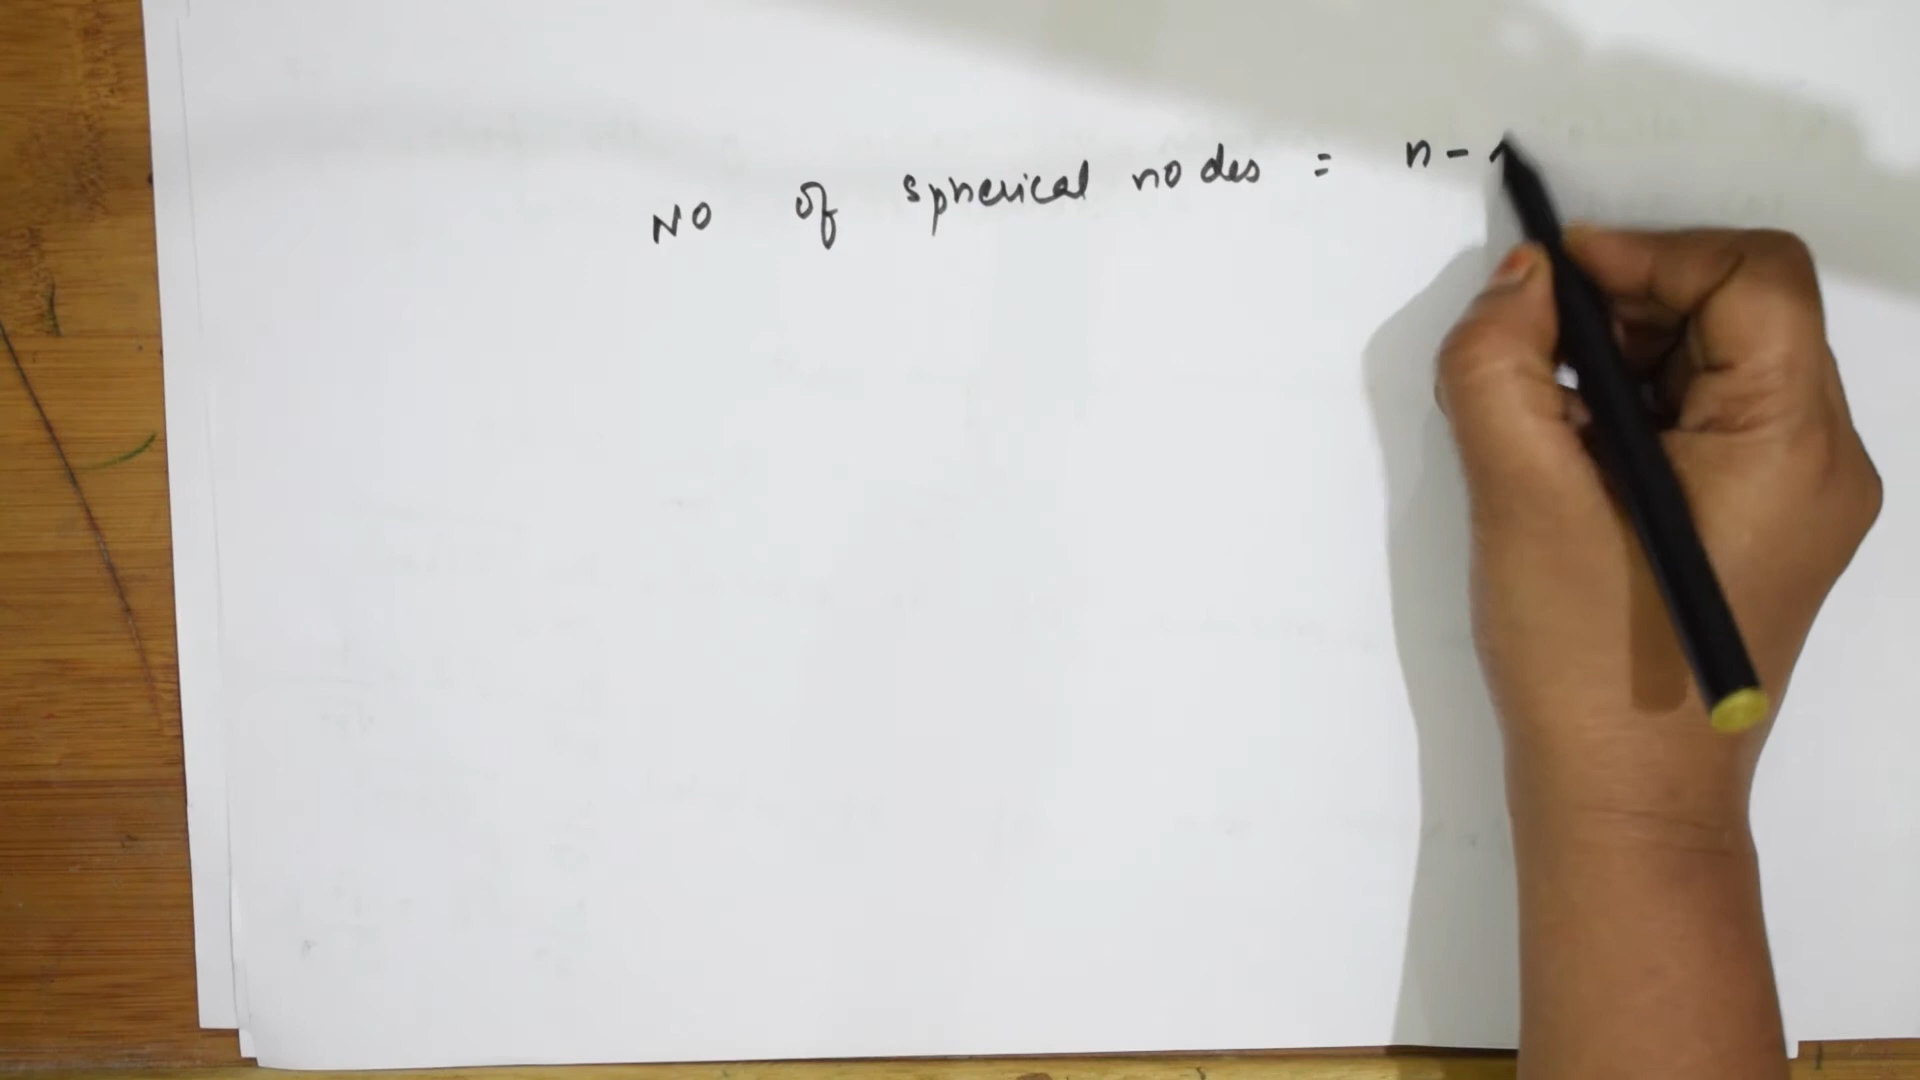 NO of spherical nodes = n -